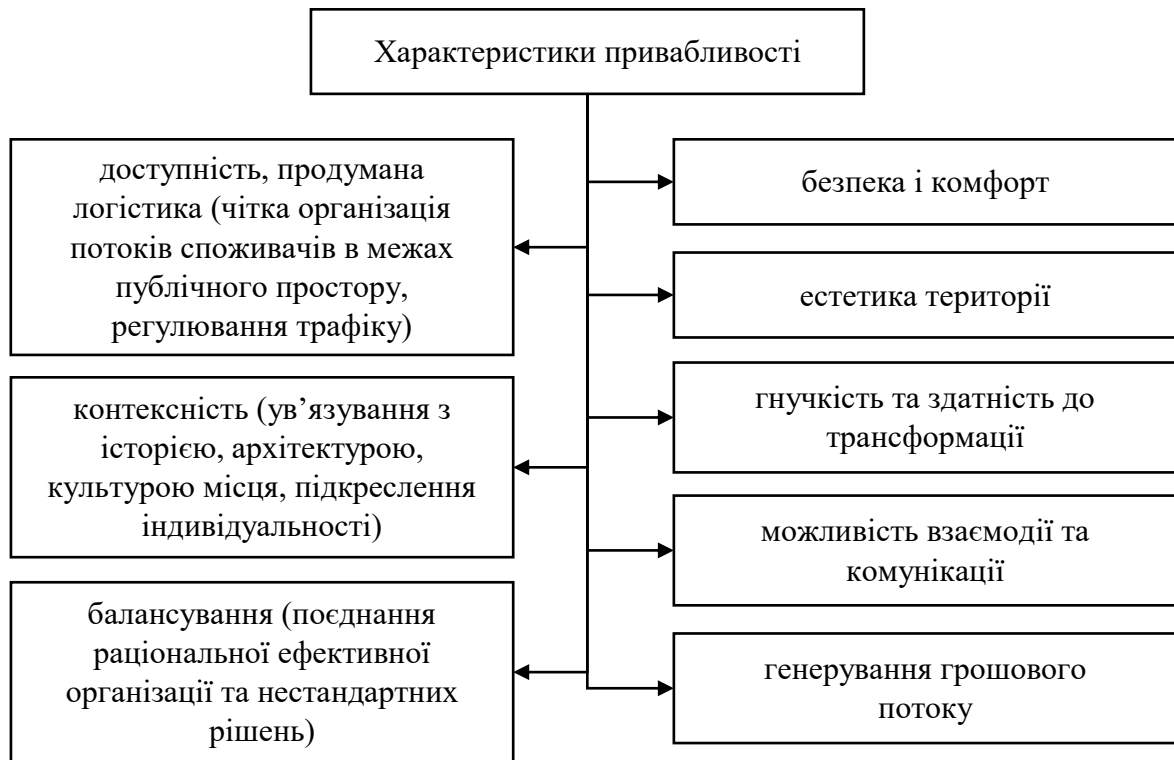 Характеристики привабливості
доступність, продумана
логістика (чітка організація
потоків споживачів в межах
публічного простору,
регулювання трафіку)
контексність (ув’язування з
історією, архітектурою,
культурою місця, підкреслення
індивідуальності)
балансування (поєднання
раціональної ефективної
організації та нестандартних
рішень)
безпека і комфорт
естетика території
гнучкість та здатність до
трансформації
можливість взаємодії та
комунікації
генерування грошового
потоку